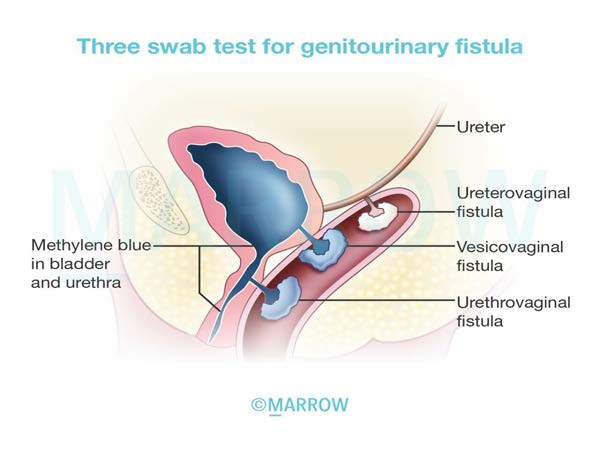 Three swab test for genitourinary fistula
Ureter
Ureterovaginal
fistula
Methylene blue
in bladder
and urethra
Vesicovaginal
fistula
Urethrovaginal
fistula
MARROW
©MARROW